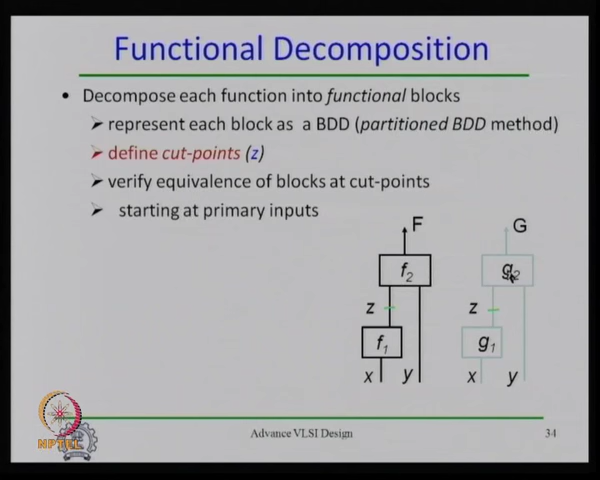 Functional Decomposition
• Decompose each function into functional blocks
➢ represent each block as a BDD (partitioned BDD method)
➢ define cut-points (z)
➢ verify equivalence of blocks at cut-points
➢ starting at primary inputs
F G
f₂ g₂
z z
f₁ g₁
x y x y
NPTEL
Advance VLSI Design 34